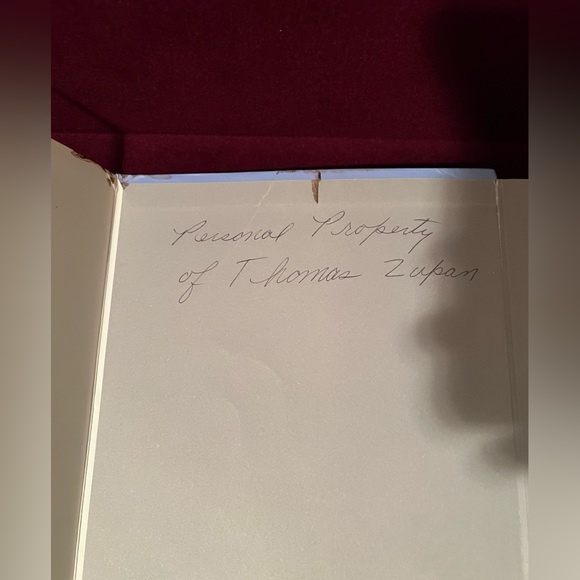 Personal Property
of Thomas Zupan